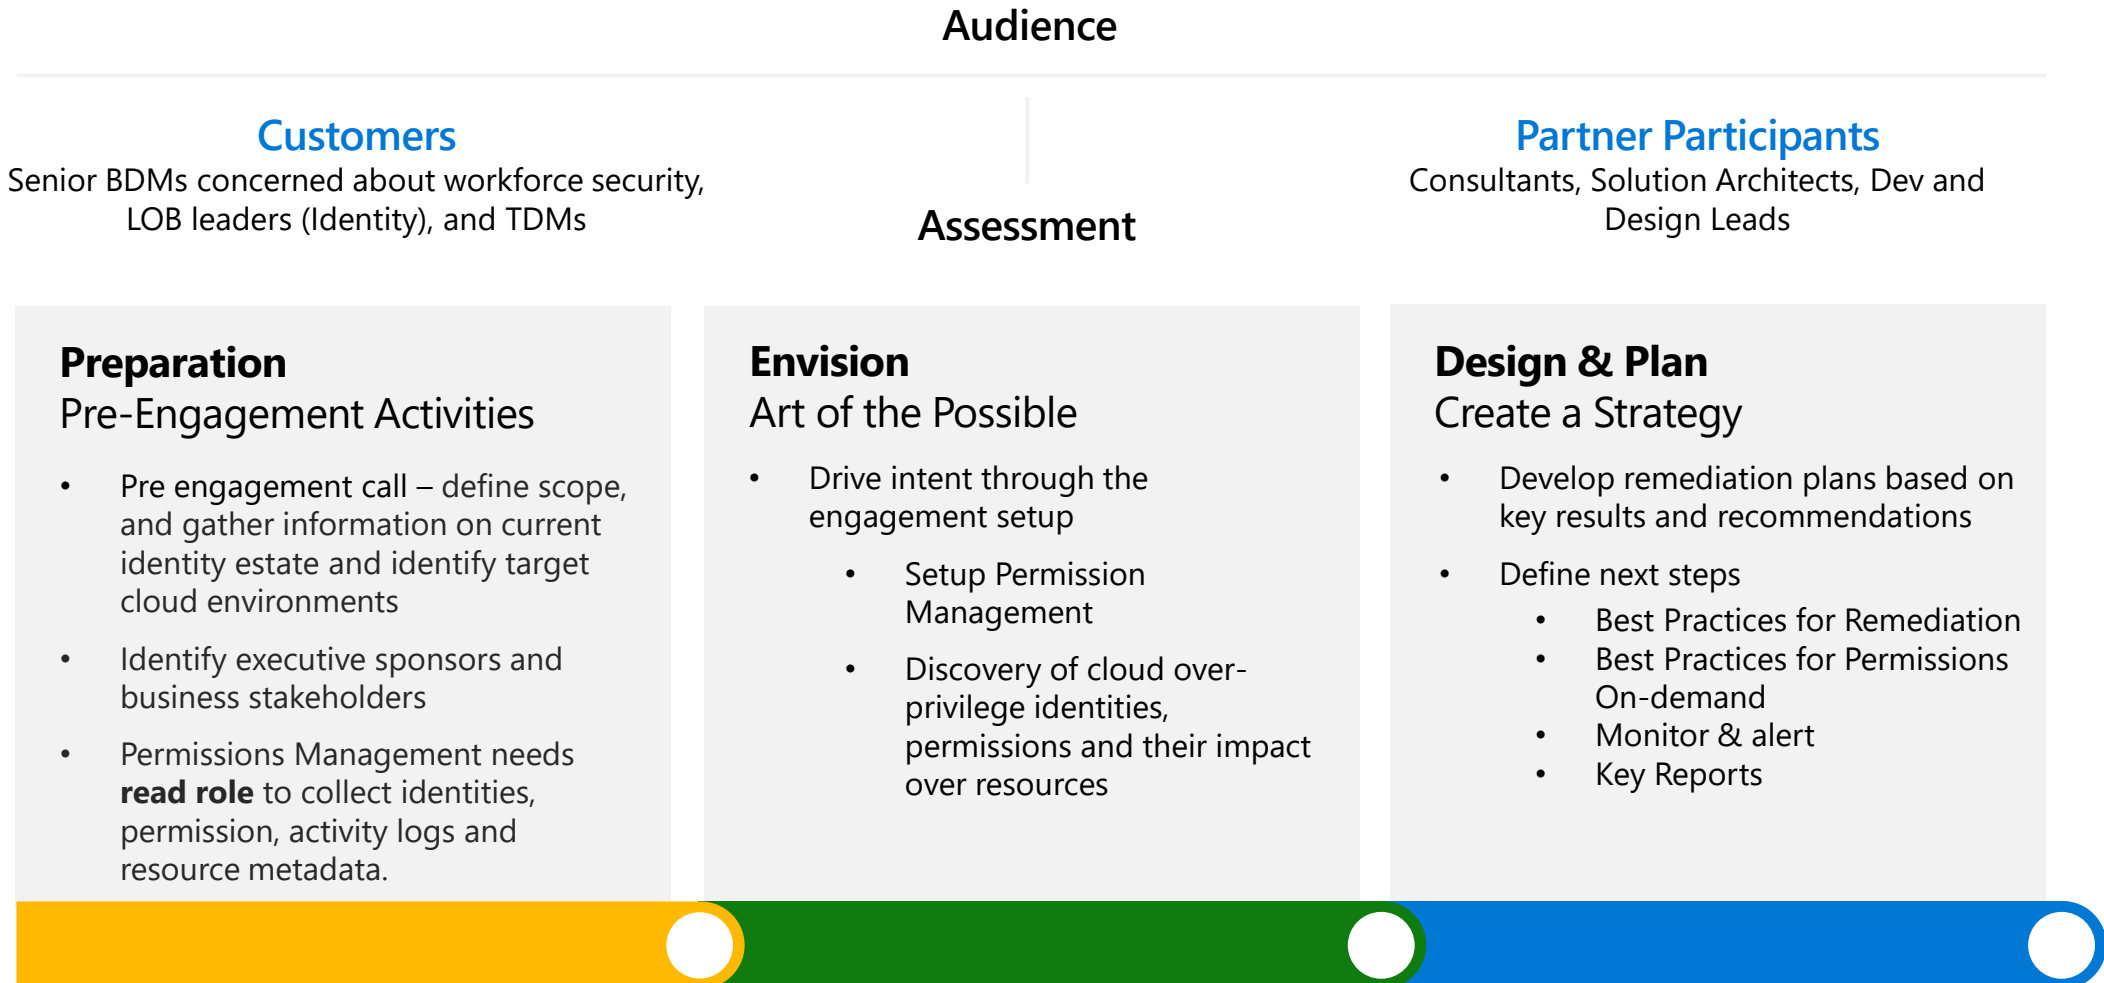 Audience
Customers
Senior BDMs concerned about workforce security,
LOB leaders (Identity), and TDMs
Partner Participants
Consultants, Solution Architects, Dev and
Design Leads
Assessment
Preparation
Pre-Engagement Activities
• Pre engagement call – define scope,
and gather information on current
identity estate and identify target
cloud environments
• Identify executive sponsors and
business stakeholders
• Permissions Management needs
read role to collect identities,
permission, activity logs and
resource metadata.
Envision
Art of the Possible
• Drive intent through the
engagement setup
• Setup Permission
Management
• Discovery of cloud over-
privilege identities,
permissions and their impact
over resources
Design & Plan
Create a Strategy
• Develop remediation plans based on
key results and recommendations
• Define next steps
• Best Practices for Remediation
• Best Practices for Permissions
On-demand
• Monitor & alert
• Key Reports